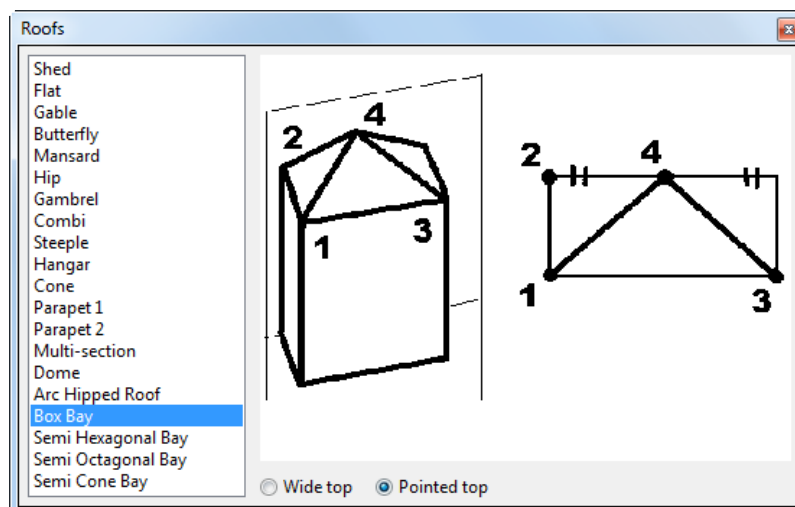 Roofs
x
Shed
Flat
Gable
Butterfly
Mansard
Hip
Gambrel
Combi
Steeple
Hangar
Cone
Parapet 1
Parapet 2
Multi-section
Dome
Arc Hipped Roof
Box Bay
Semi Hexagonal Bay
Semi Octagonal Bay
Semi Cone Bay
4
2
1
3
2
4
1
3
Wide top
Pointed top